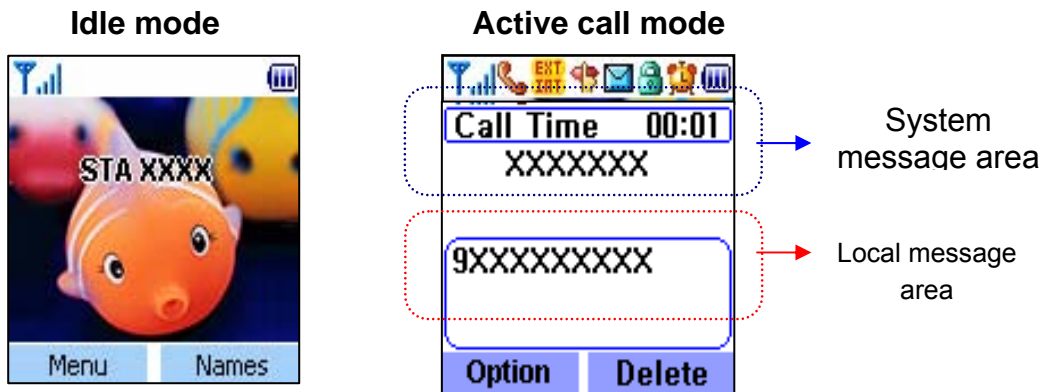 Idle mode
Active call mode
EXT
INT
STA XXXX
Menu
Names
Call Time 00:01
XXXXXXX
9XXXXXXXXX
Option
Delete
System
message area
Local message
area